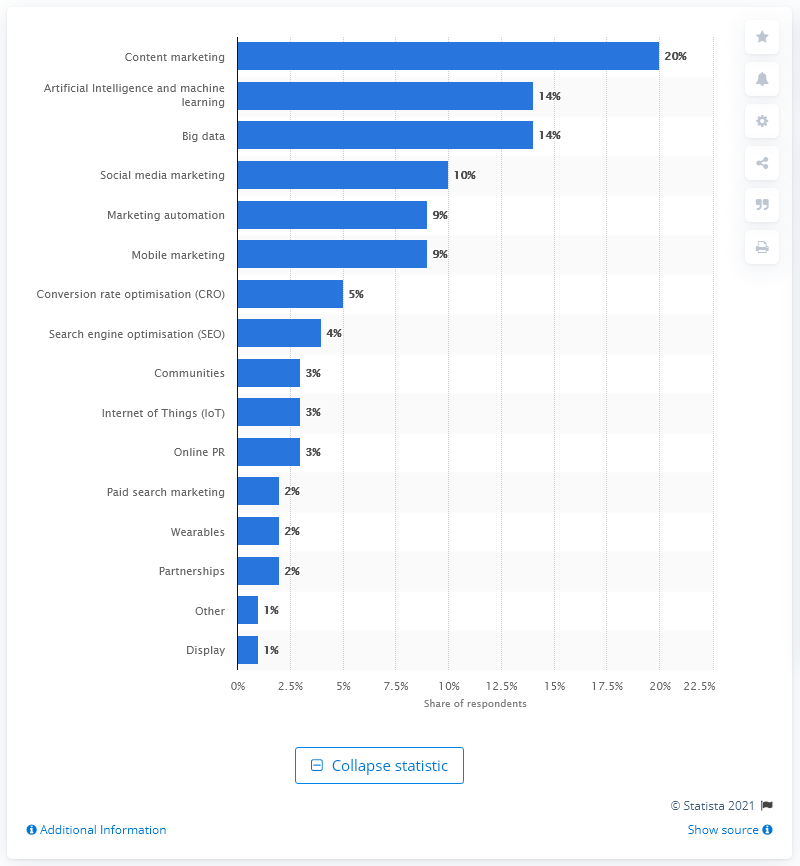 Content marketing 20%
Artificial Intelligence and machine
learning 14%
Big data 14%
Social media marketing 10%
Marketing automation 9%
Mobile marketing 9%
Conversion rate optimisation (CRO) 5%
Search engine optimisation (SEO) 4%
Communities 3%
Internet of Things (IoT) 3%
Online PR 3%
Paid search marketing 2%
Wearables 2%
Partnerships 2%
Other 1%
Display 1%
0% 2.5% 5% 7.5% 10% 12.5% 15% 17.5% 20% 22.5%
Share of respondents
Collapse statistic
© Statista 2021
Additional Information Show source